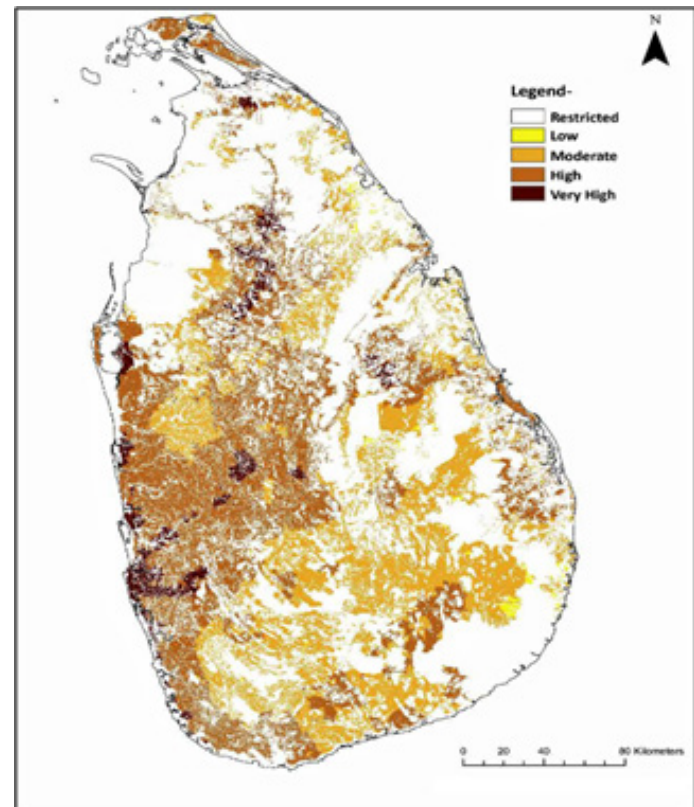 N
Legend-
Restricted
Low
Moderate
High
Very High
0 20 40 80 Kilometers